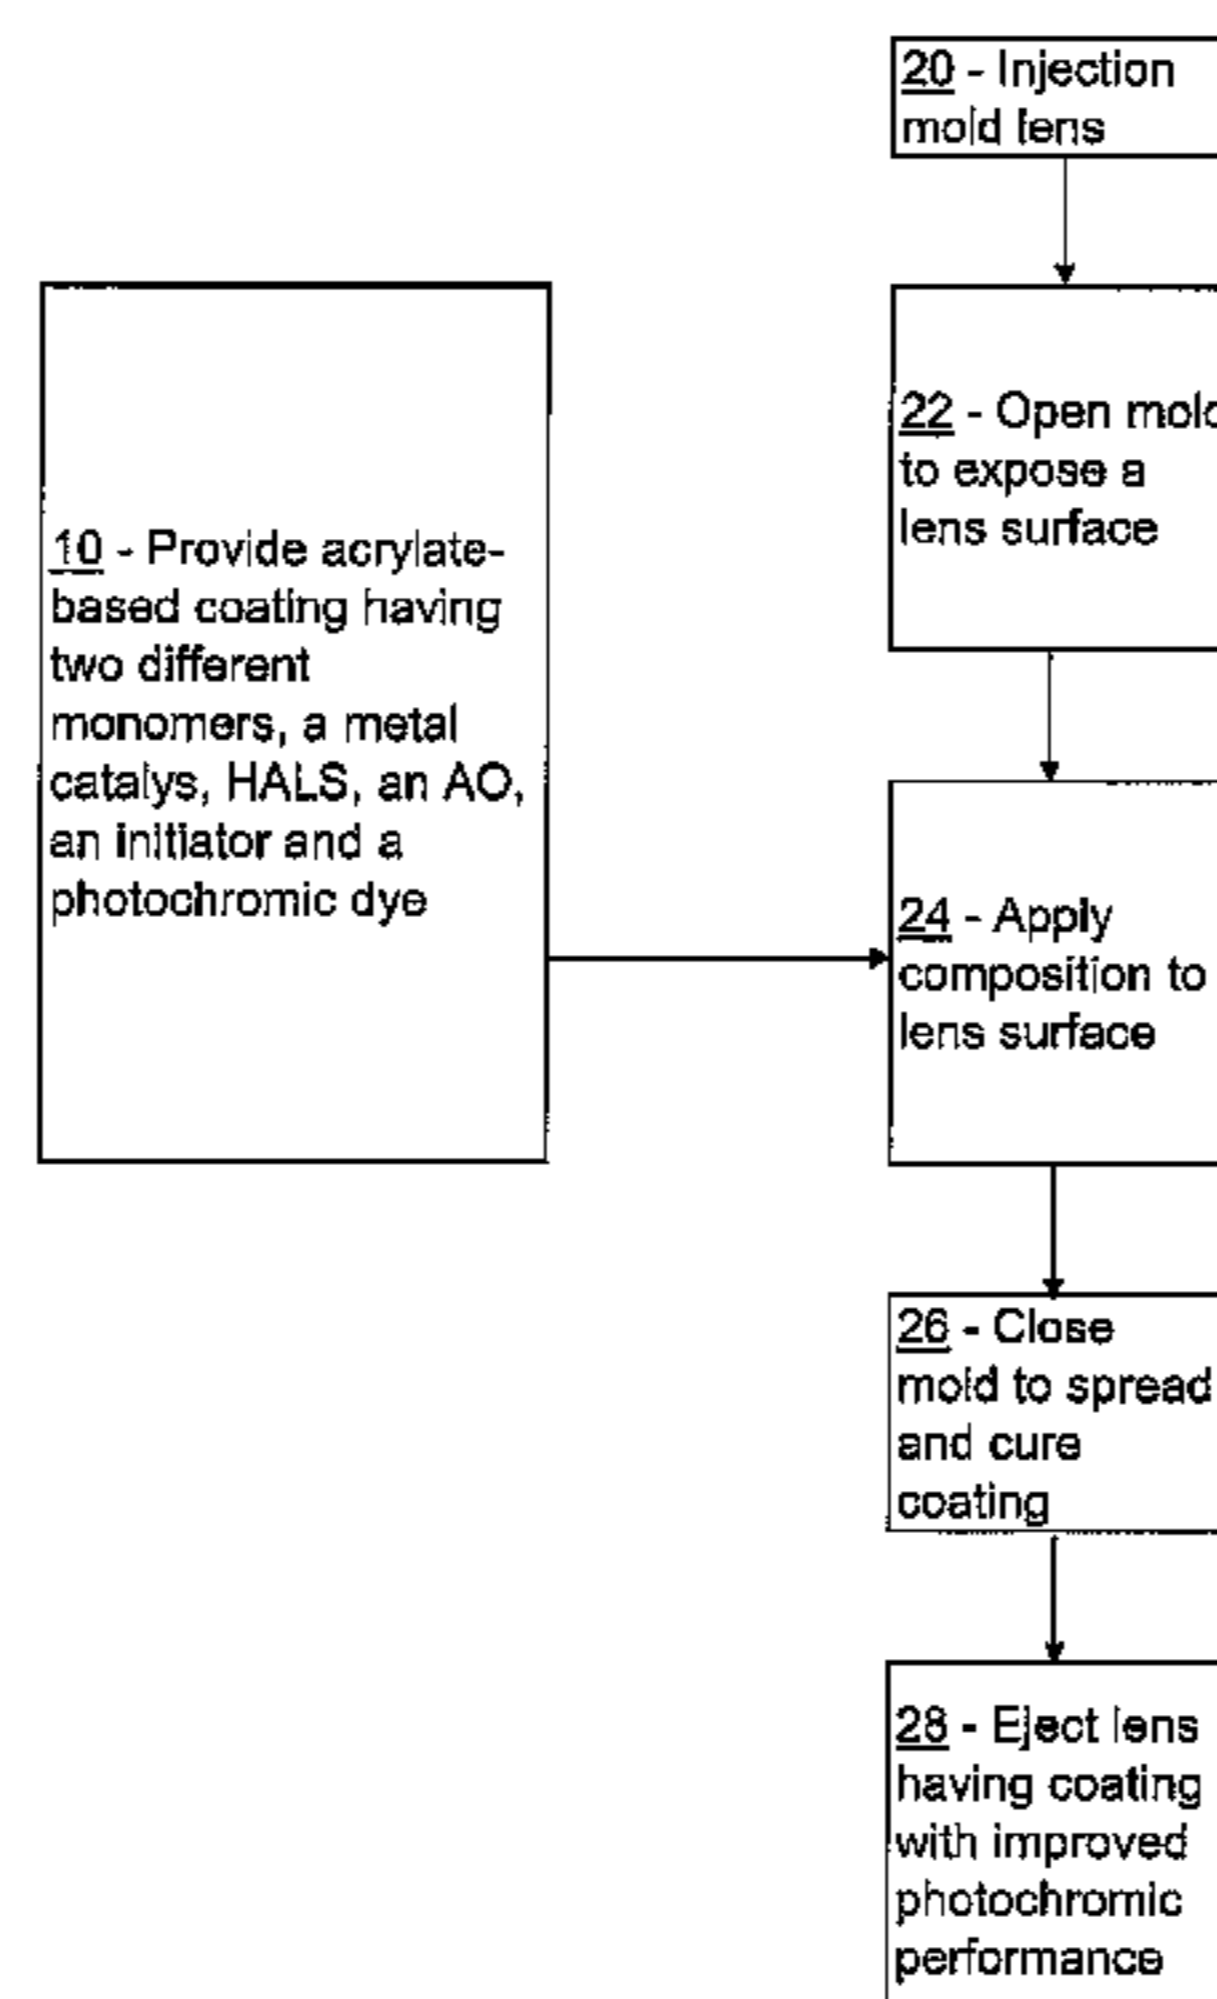 20 - Injection
mold lens
22 - Open mold
to expose a
lens surface
10 - Provide acrylate-
based coating having
two different
monomers, a metal
catalys, HALS, an AO,
an initiator and a
photochromic dye
24 - Apply
composition to
lens surface
26 - Close
mold to spread
and cure
coating
28 - Eject lens
having coating
with improved
photochromic
performance